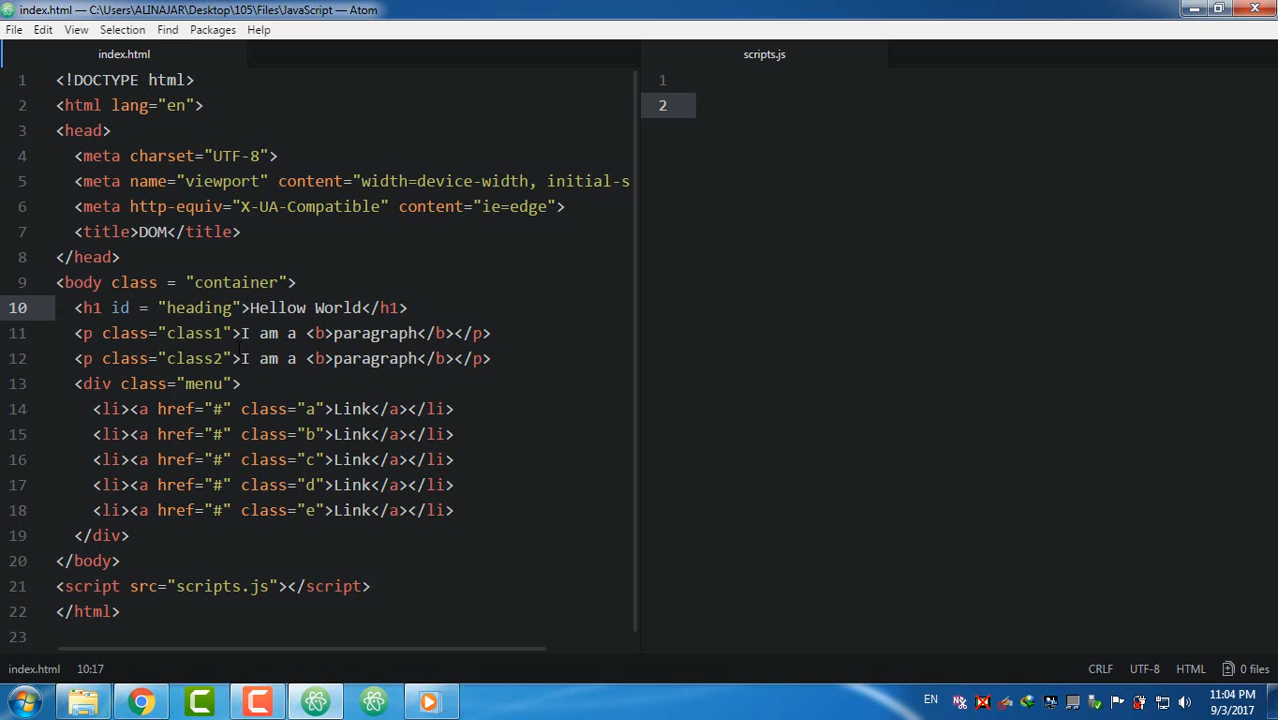 index.html — C:\Users\ALINAJAR\Desktop\105\Files\JavaScript — Atom
File Edit View Selection Find Packages Help
index.html
scripts.js
1 <!DOCTYPE html>
2 <html lang="en">
3 <head>
4 <meta charset="UTF-8">
5 <meta name="viewport" content="width=device-width, initial-s
6 <meta http-equiv="X-UA-Compatible" content="ie=edge">
7 <title>DOM</title>
8 </head>
9 <body class = "container">
10 <h1 id = "heading">Hellow World</h1>
11 <p class="class1">I am a <b>paragraph</b></p>
12 <p class="class2">I am a <b>paragraph</b></p>
13 <div class="menu">
14 <li><a href="#" class="a">Link</a></li>
15 <li><a href="#" class="b">Link</a></li>
16 <li><a href="#" class="c">Link</a></li>
17 <li><a href="#" class="d">Link</a></li>
18 <li><a href="#" class="e">Link</a></li>
19 </div>
20 </body>
21 <script src="scripts.js"></script>
22 </html>
23
1
2
index.html 10:17 CRLF UTF-8 HTML 0 files
EN
11:04 PM
9/3/2017